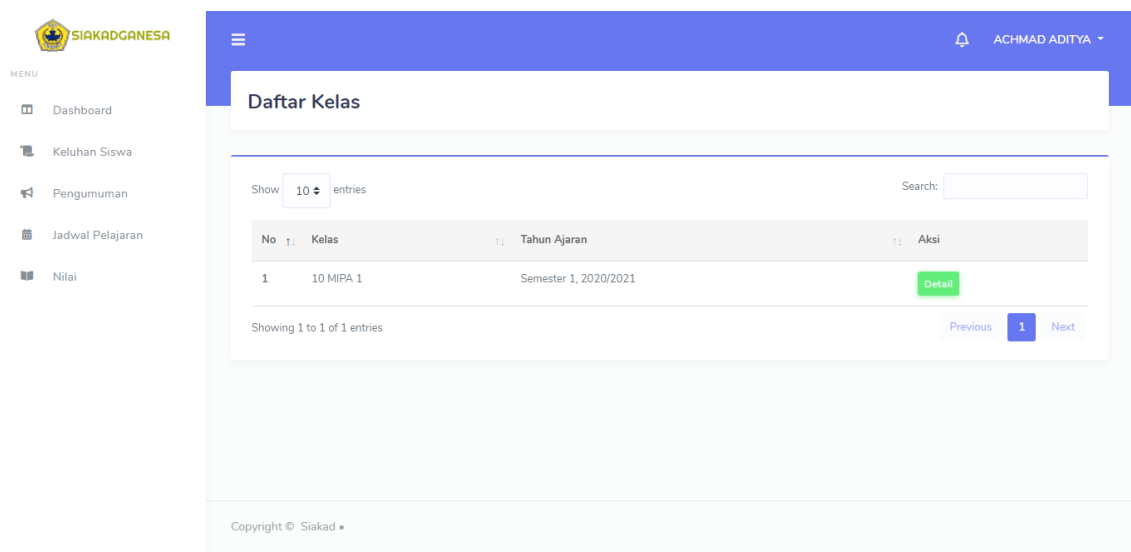 SIAKADGANESA
ACHMAD ADITYA
MENU
Dashboard
Keluhan Siswa
Pengumuman
Jadwal Pelajaran
Nilai
Daftar Kelas
Show 10 entries
Search:
No Kelas Tahun Ajaran Aksi
1 10 MIPA 1 Semester 1, 2020/2021 Detail
Showing 1 to 1 of 1 entries
Previous 1 Next
Copyright © Siakad •